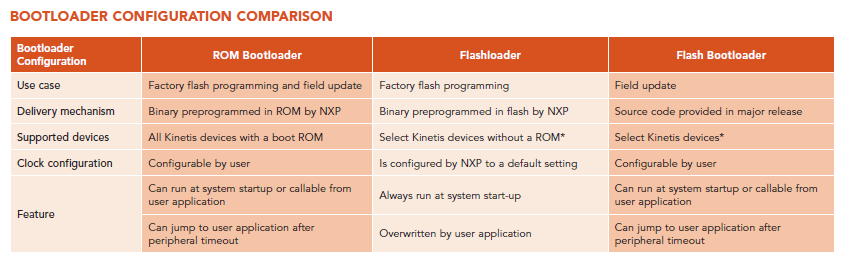 BOOTLOADER CONFIGURATION COMPARISON
Bootloader
Configuration
ROM Bootloader
Flashloader
Flash Bootloader
Use case
Factory flash programming and field update
Factory flash programming
Field update
Delivery mechanism
Binary preprogrammed in ROM by NXP
Binary preprogrammed in flash by NXP
Source code provided in major release
Supported devices
All Kinetis devices with a boot ROM
Select Kinetis devices without a ROM*
Select Kinetis devices*
Clock configuration
Configurable by user
Is configured by NXP to a default setting
Configurable by user
Feature
Can run at system startup or callable from
user application
Always run at system start-up
Can run at system startup or callable from
user application
Can jump to user application after
peripheral timeout
Overwritten by user application
Can jump to user application after
peripheral timeout